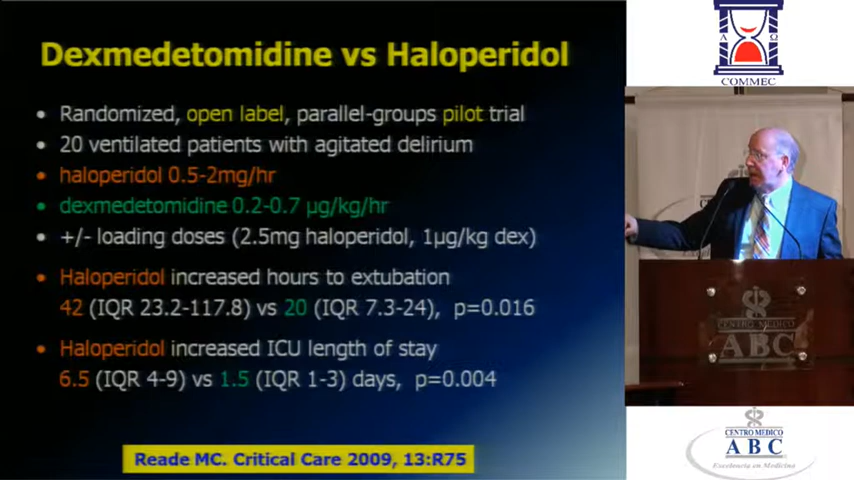 Dexmedetomidine vs Haloperidol
• Randomized, open label, parallel-groups pilot trial
• 20 ventilated patients with agitated delirium
• haloperidol 0.5-2mg/hr
• dexmedetomidine 0.2-0.7 µg/kg/hr
• +/- loading doses (2.5mg haloperidol, 1µg/kg dex)
• Haloperidol increased hours to extubation
42 (IQR 23.2-117.8) vs 20 (IQR 7.3-24), p=0.016
• Haloperidol increased ICU length of stay
6.5 (IQR 4-9) vs 1.5 (IQR 1-3) days, p=0.004
Reade MC. Critical Care 2009, 13:R75
A Ω
COMMEC
CENTRO MEDICO
ABC
CENTRO MEDICO
ABC
Excelencia en Medicina